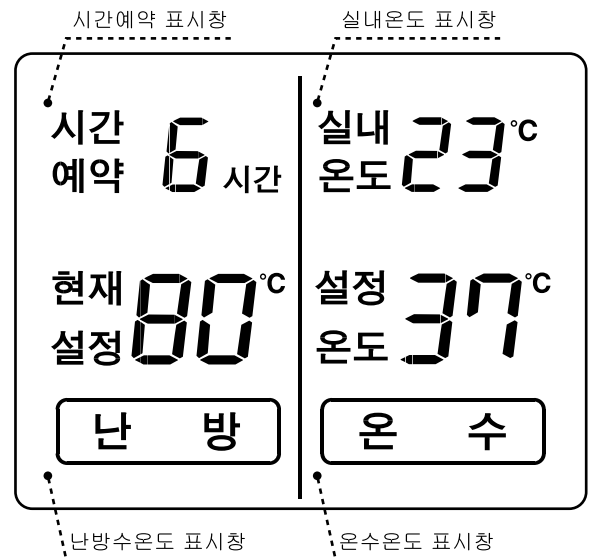 시간예약 표시창
실내온도 표시창
시간
예약 6 시간
실내
온도 23℃
현재
설정 80℃
설정
온도 37℃
난 방
온 수
난방수온도 표시창
온수온도 표시창